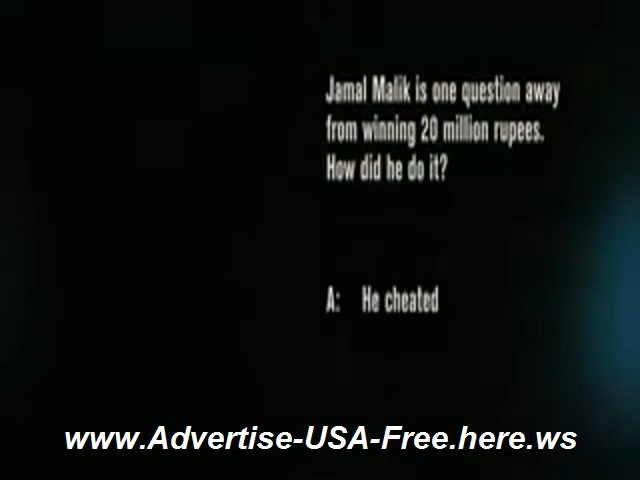 Jamal Malik is one question away
from winning 20 million rupees.
How did he do it?
A: He cheated
www.Advertise-USA-Free.here.ws